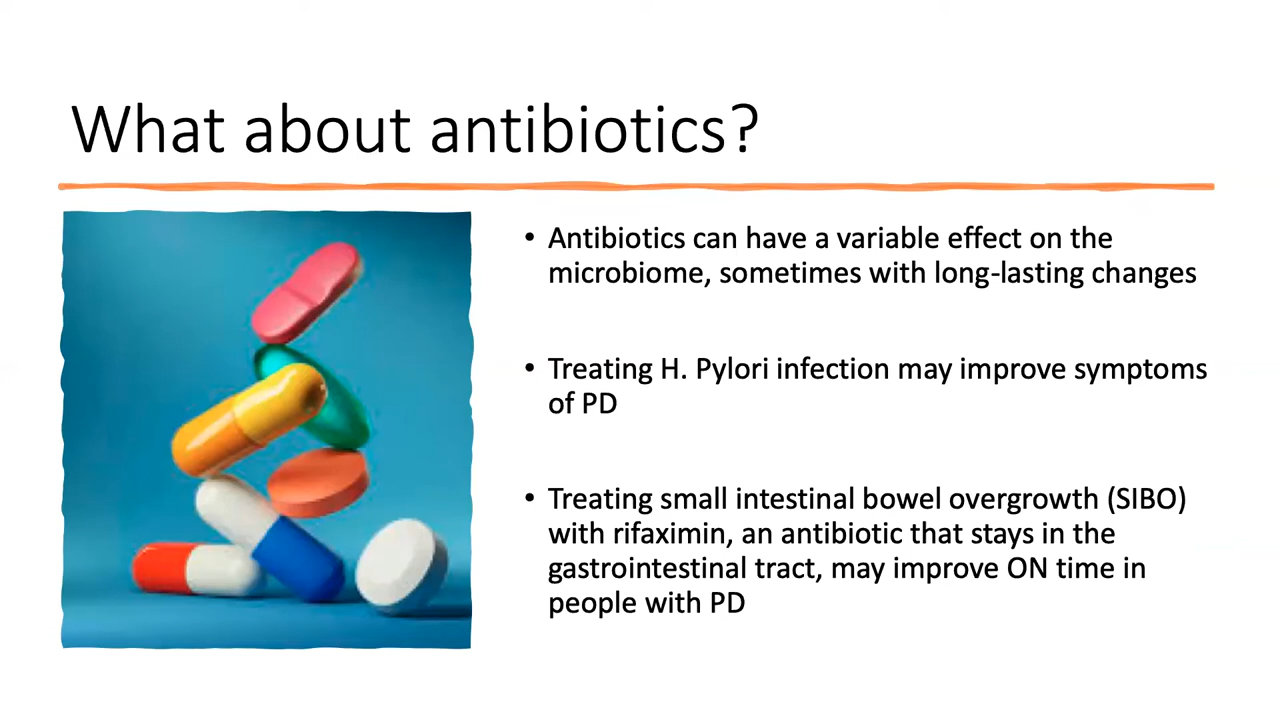 What about antibiotics?
• Antibiotics can have a variable effect on the
microbiome, sometimes with long-lasting changes
• Treating H. Pylori infection may improve symptoms
of PD
• Treating small intestinal bowel overgrowth (SIBO)
with rifaximin, an antibiotic that stays in the
gastrointestinal tract, may improve ON time in
people with PD